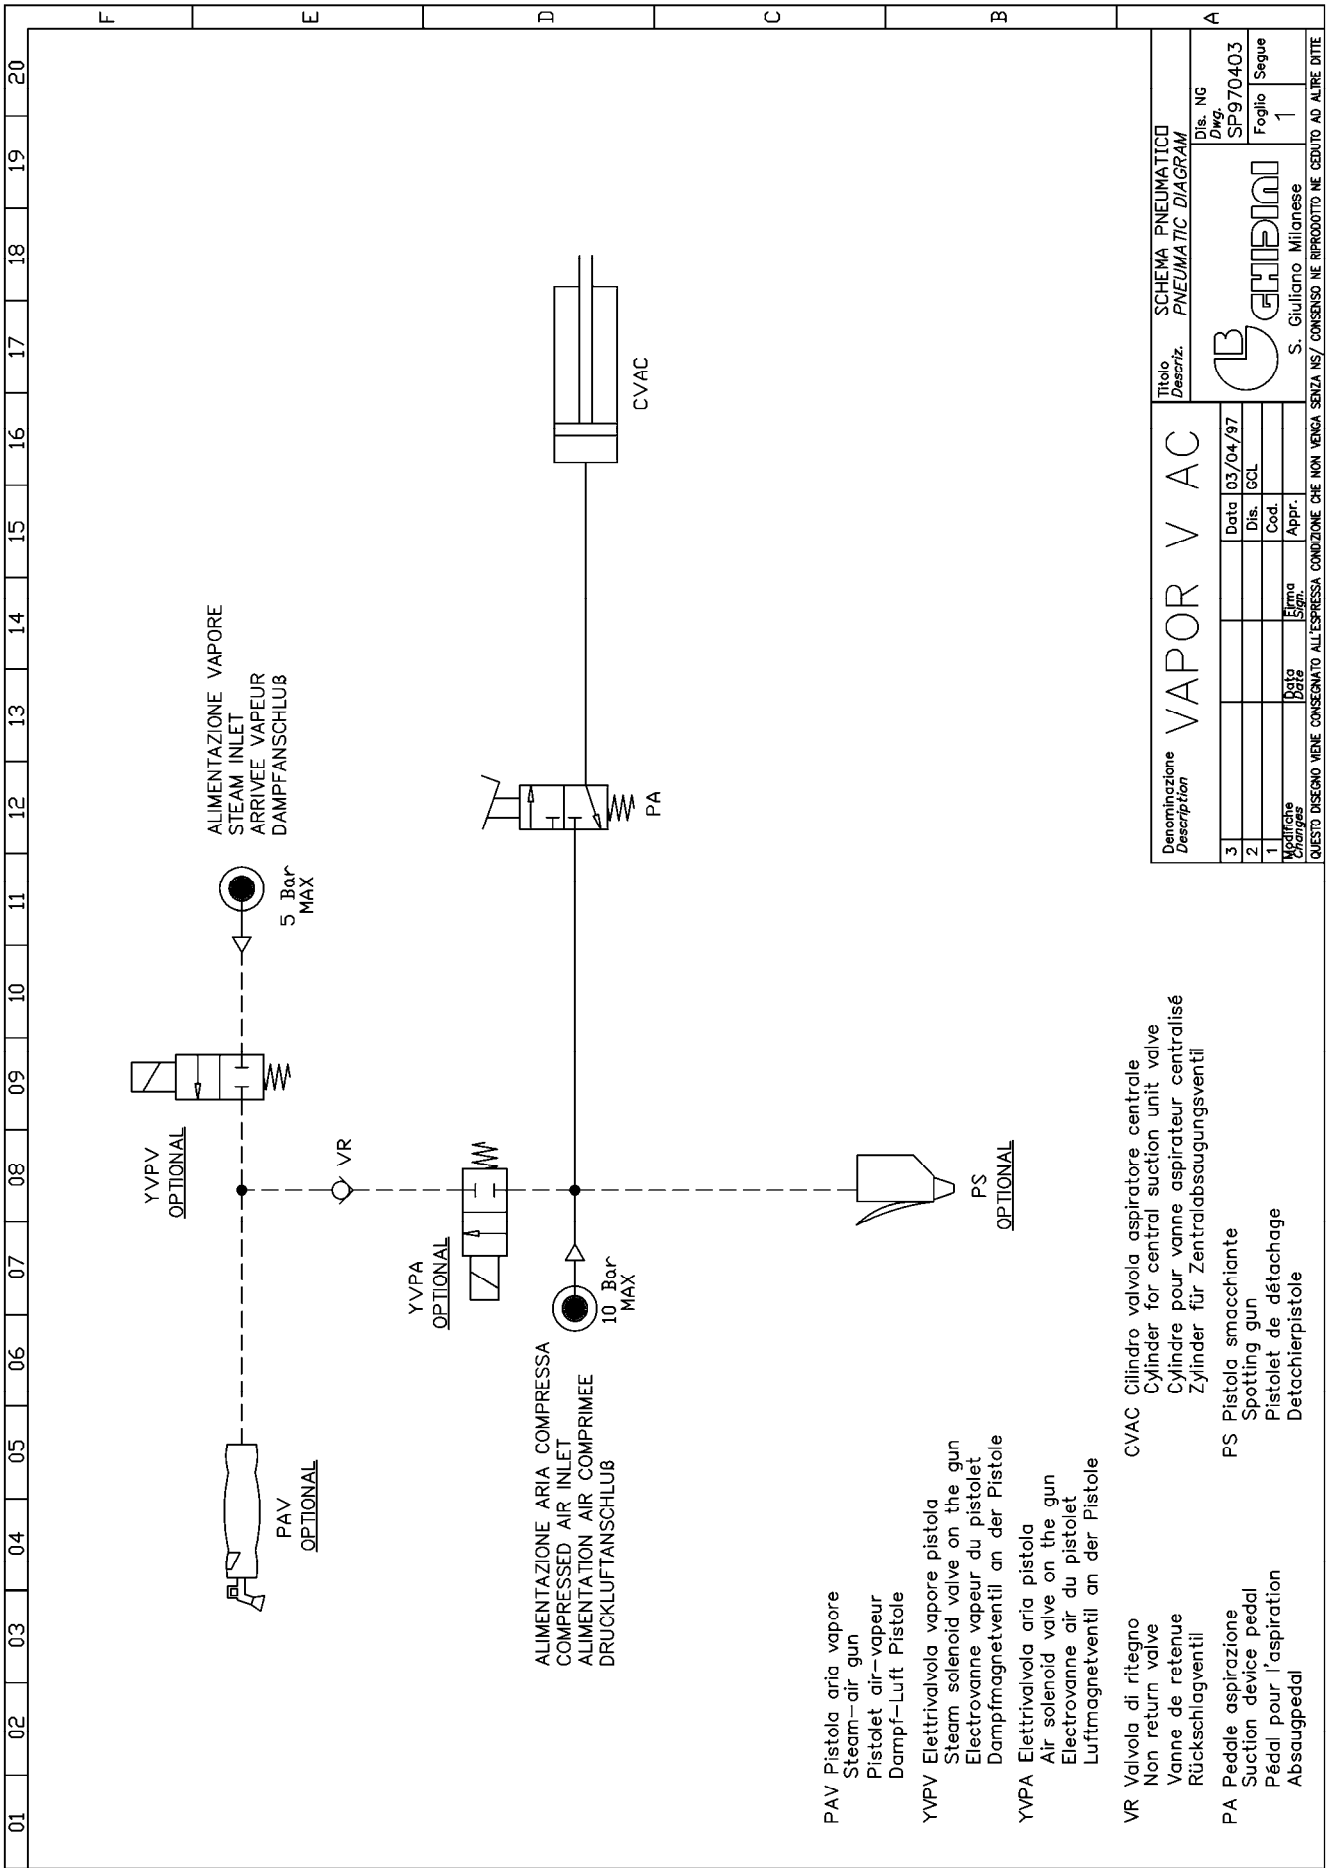 01 02 03 04 05 06 07 08 09 10 11 12 13 14 15 16 17 18 19 20
F
E
D
C
B
A
PAV
OPTIONAL
YVPV
OPTIONAL
5 Bar
MAX
ALIMENTAZIONE VAPORE
STEAM INLET
ARRIVEE VAPEUR
DAMPFANSCHLUß
VR
YVPA
OPTIONAL
ALIMENTAZIONE ARIA COMPRESSA
COMPRESSED AIR INLET
ALIMENTATION AIR COMPRIMEE
DRUCKLUFTANSCHLUß
10 Bar
MAX
PA
CVAC
PS
OPTIONAL
PAV Pistola aria vapore
Steam-air gun
Pistolet air-vapeur
Dampf-Luft Pistole
YVPV Elettrivalvola vapore pistola
Steam solenoid valve on the gun
Electrovanne vapeur du pistolet
Dampfmagnetventil an der Pistole
YVPA Elettrivalvola aria pistola
Air solenoid valve on the gun
Electrovanne air du pistolet
Luftmagnetventil an der Pistole
VR Valvola di ritegno
Non return valve
Vanne de retenue
Rückschlagventil
PA Pedale aspirazione
Suction device pedal
Pédal pour l'aspiration
Absaugpedal
CVAC Cilindro valvola aspiratore centrale
Cylinder for central suction unit valve
Cylindre pour vanne aspirateur centralisé
Zylinder für Zentralabsaugungsventil
PS Pistola smacchiante
Spotting gun
Pistolet de détachage
Detachierpistole
Denominazione
Description
VAPOR V AC
3
2
1
Modifiche
Changes
Data
Date
Firma
Sign.
Data 03/04/97
Dis. GCL
Cod.
Appr.
Titolo
Descriz.
SCHEMA PNEUMATICO
PNEUMATIC DIAGRAM
B
GHIDINI
S. Giuliano Milanese
Dis. NG
Dwg.
SP970403
Foglio
1
Segue
QUESTO DISEGNO VIENE CONSEGNATO ALL'ESPRESSA CONDIZIONE CHE NON VENGA SENZA NS/ CONSENSO NE RIPRODOTTO NE CEDUTO AD ALTRE DITTE